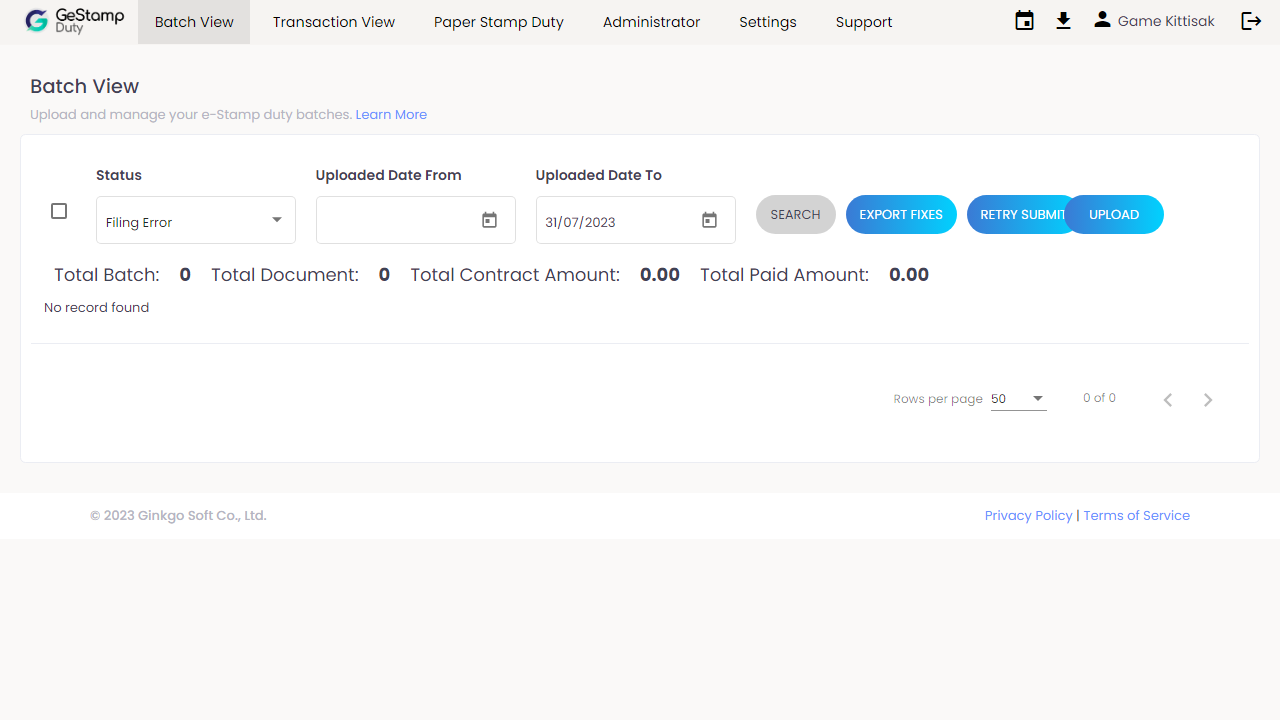 GeStamp Duty Batch View Transaction View Paper Stamp Duty Administrator Settings Support Game Kittisak
Batch View
Upload and manage your e-Stamp duty batches. Learn More
Status Uploaded Date From Uploaded Date To
Filing Error 31/07/2023 SEARCH EXPORT FIXES RETRY SUBMIT UPLOAD
Total Batch: 0 Total Document: 0 Total Contract Amount: 0.00 Total Paid Amount: 0.00
No record found
Rows per page 50 0 of 0
© 2023 Ginkgo Soft Co., Ltd. Privacy Policy | Terms of Service